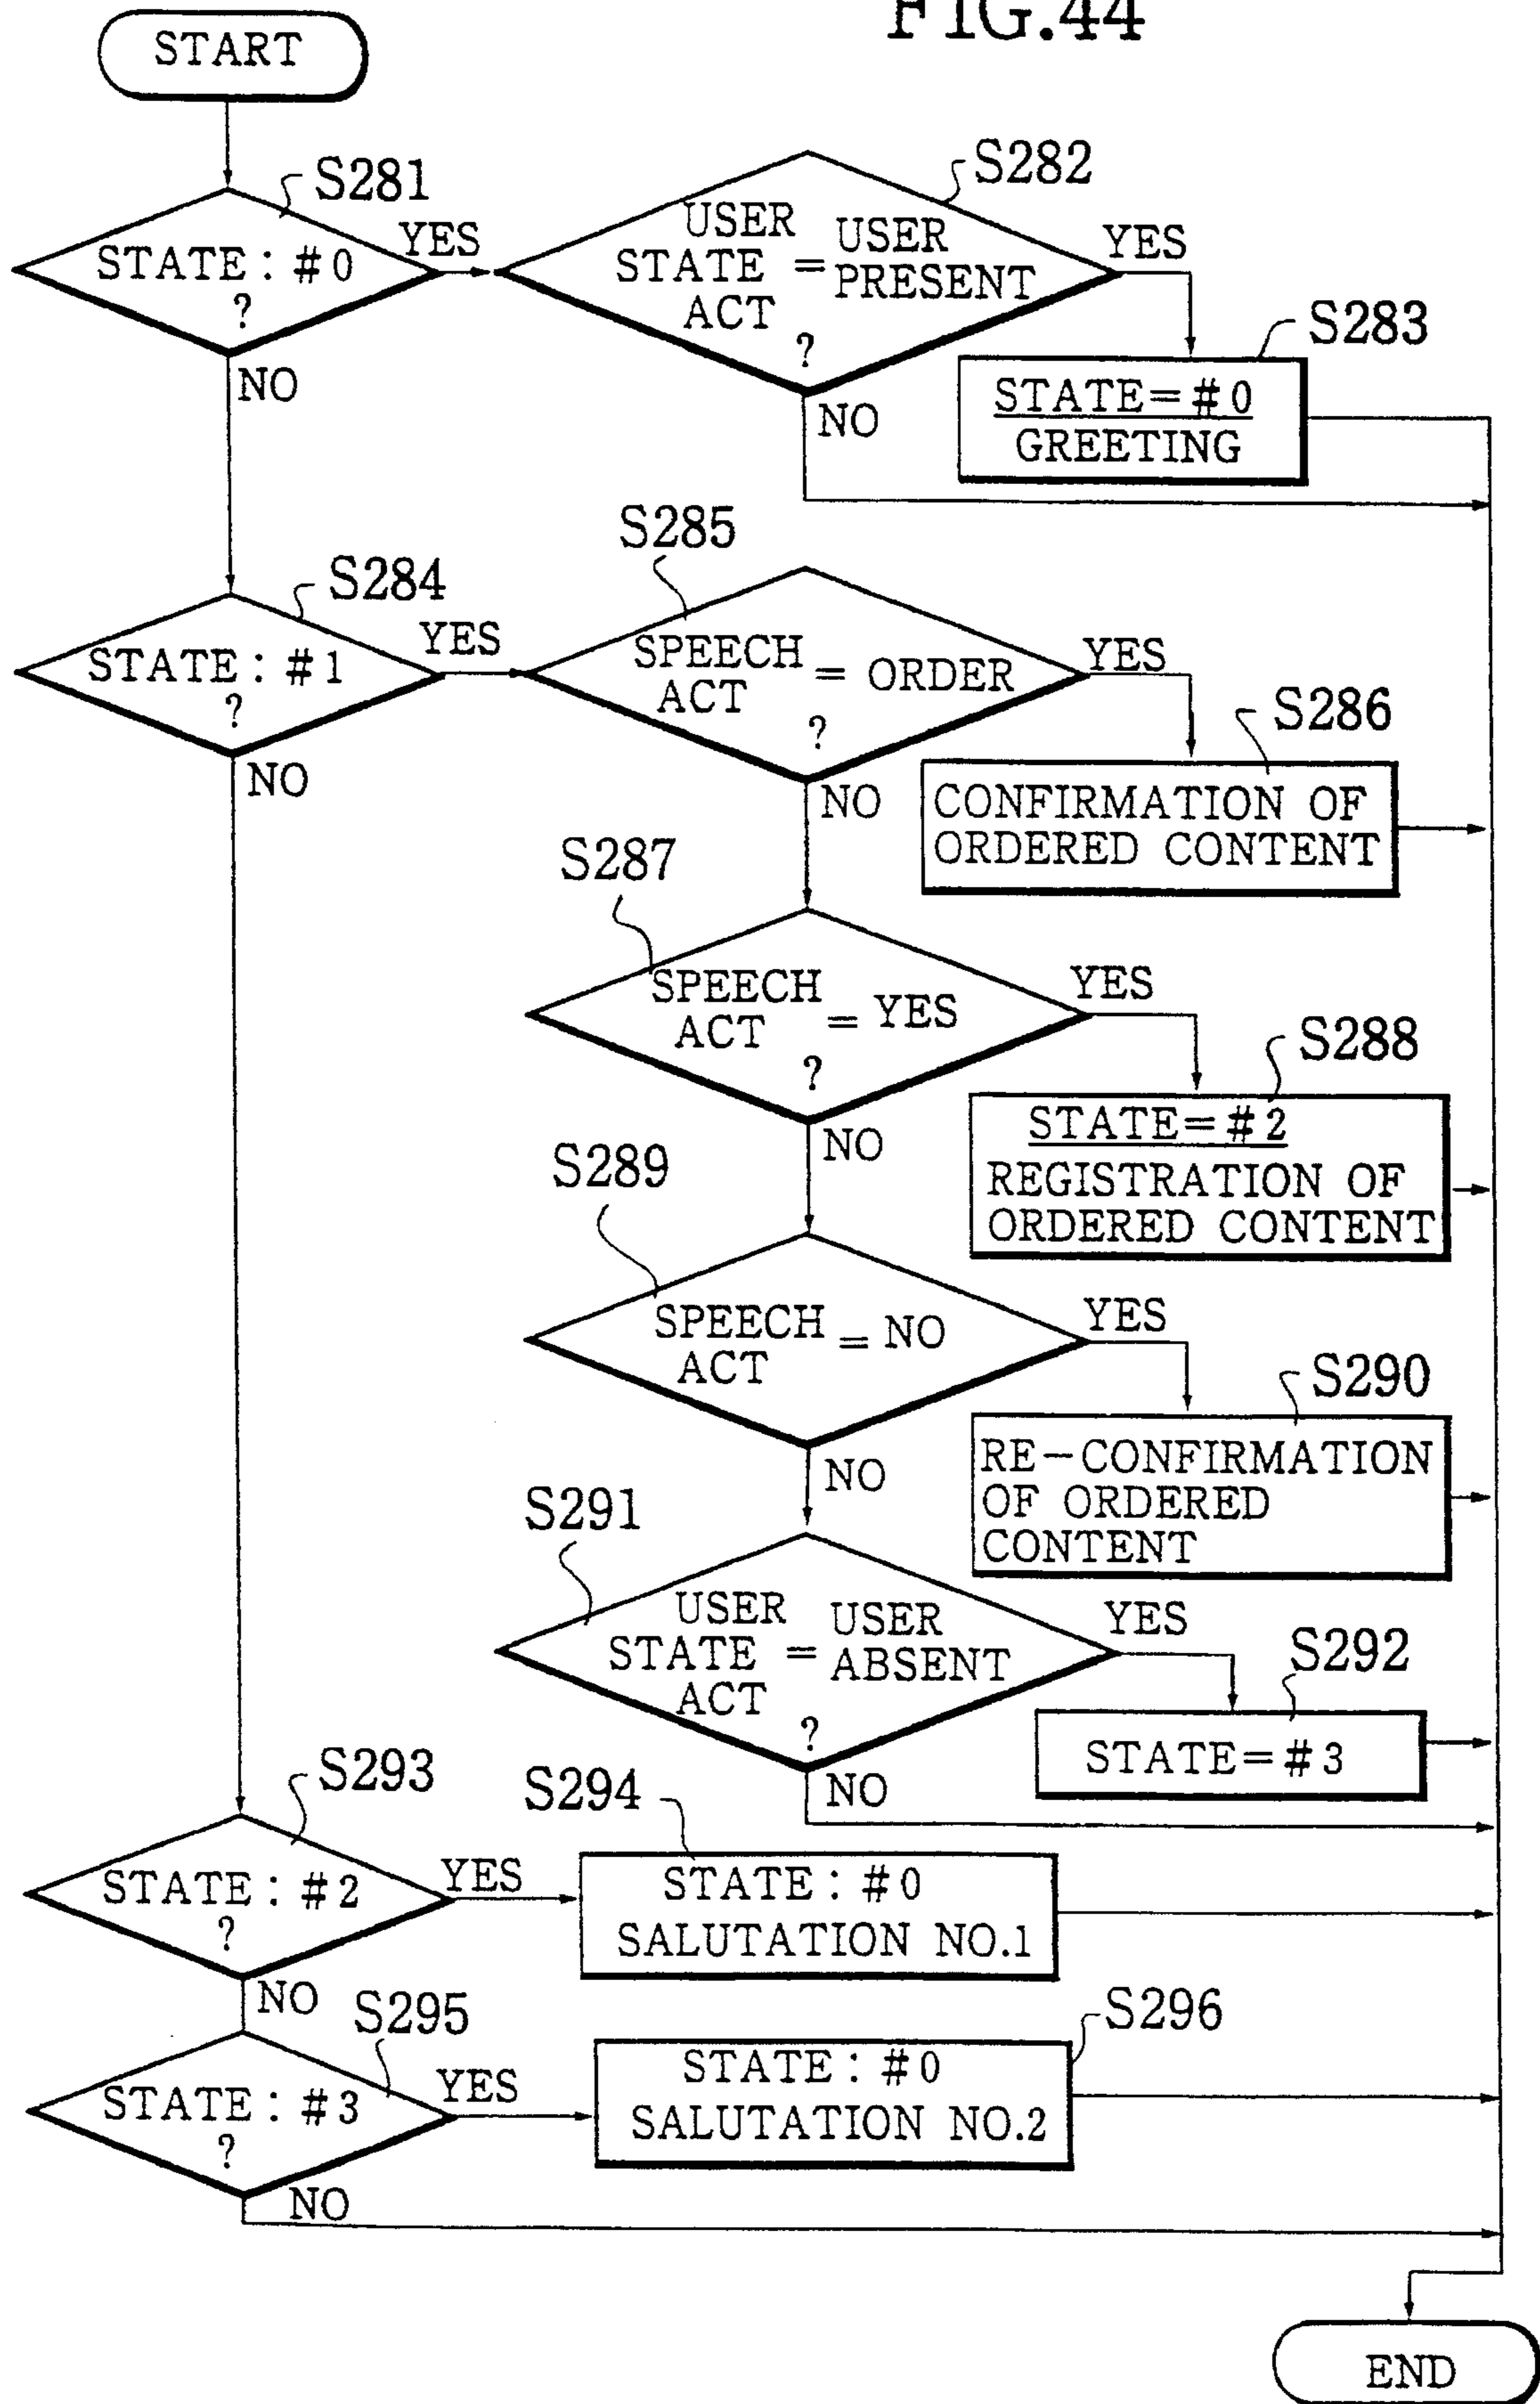 FIG.44
START
S281
STATE : #0
?
YES
NO
S282
USER
STATE = USER
ACT PRESENT
?
YES
NO
S283
STATE=#0
GREETING
S284
STATE : #1
?
YES
NO
S285
SPEECH
ACT = ORDER
?
YES
NO
S286
CONFIRMATION OF
ORDERED CONTENT
S287
SPEECH
ACT = YES
?
YES
NO
S288
STATE=#2
REGISTRATION OF
ORDERED CONTENT
S289
SPEECH
ACT = NO
YES
NO
S290
RE-CONFIRMATION
OF ORDERED
CONTENT
S291
USER
STATE = USER
ACT ABSENT
?
YES
NO
S292
STATE=#3
S293
STATE : #2
?
YES
NO
S294
STATE : #0
SALUTATION NO.1
S295
STATE : #3
?
YES
NO
S296
STATE : #0
SALUTATION NO.2
END